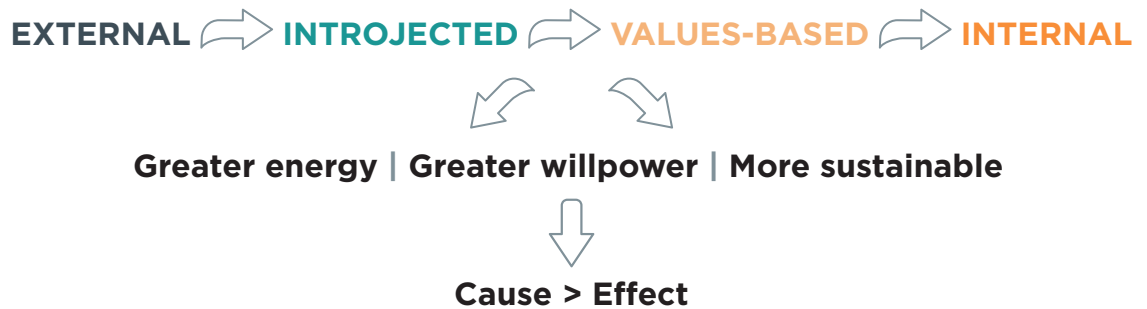 EXTERNAL INTROJECTED VALUES-BASED INTERNAL
Greater energy | Greater willpower | More sustainable
Cause > Effect